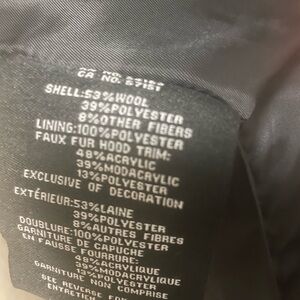 CA NO. 57151
SHELL:53%WOOL
39%POLYESTER
8%OTHER FIBERS
LINING:100%POLYESTER
FAUX FUR HOOD TRIM:
48%ACRYLIC
39%MODACRYLIC
13%POLYESTER
EXCLUSIVE OF DECORATION
EXTÉRIEUR:53%LAINE
39%POLYESTER
8%AUTRES FIBRES
DOUBLURE:100%POLYESTER
GARNITURE DE CAPUCHE
EN FAUSSE FOURRURE:
48%ACRYLIQUE
39%MODACRYLIQUE
13%POLYESTER
GARNITURE NON COMPRISE
SEE REVERSE FOR
ENTRETIEN